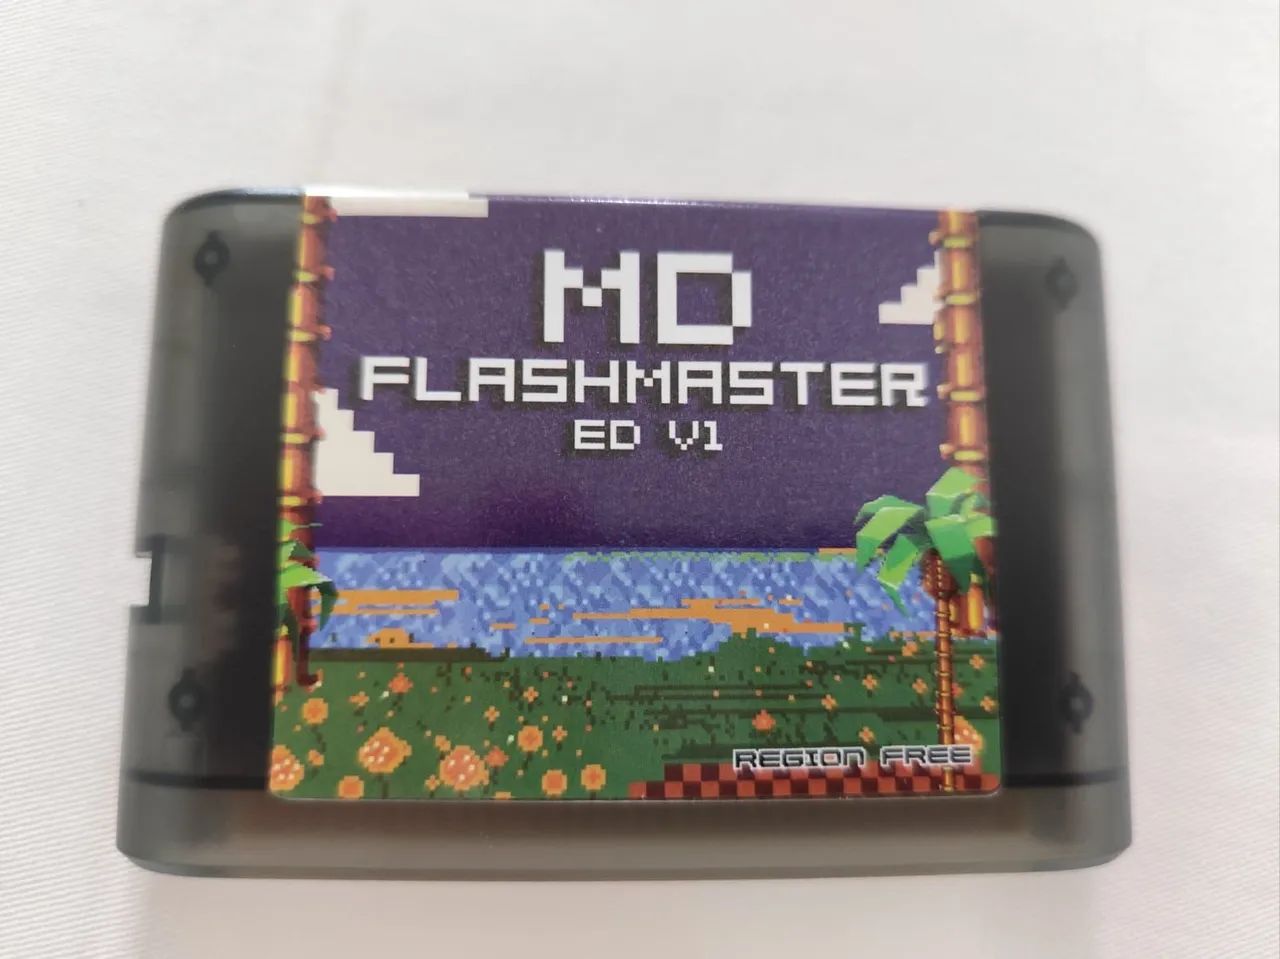 MD
FLASHMASTER
ED V1
REGION FREE